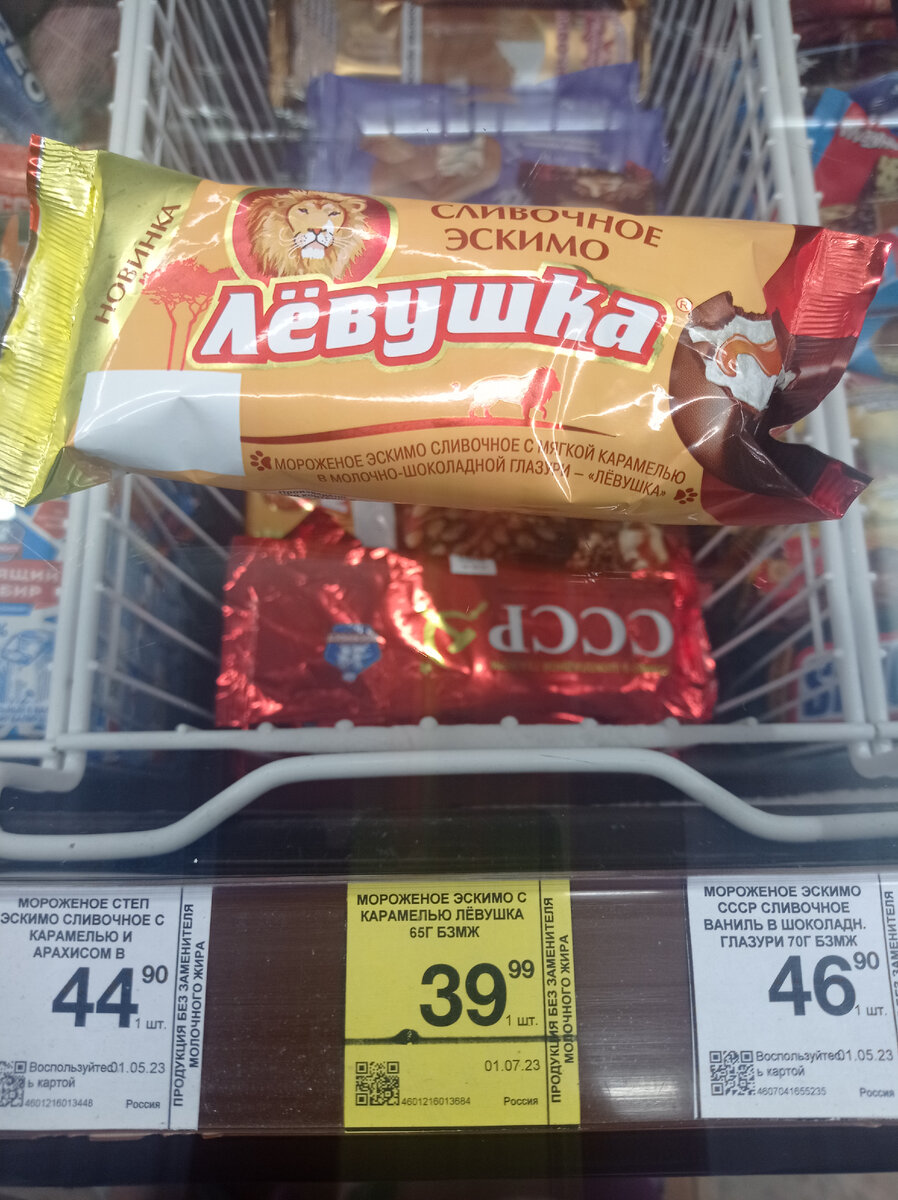 НОВИНКА
СЛИВОЧНОЕ
ЭСКИМО
Лёвушка
®
МОРОЖЕНОЕ ЭСКИМО СЛИВОЧНОЕ С МЯГКОЙ КАРАМЕЛЬЮ
В МОЛОЧНО-ШОКОЛАДНОЙ ГЛАЗУРИ – «ЛЁВУШКА»
СССР
МОРОЖЕНОЕ СТЕП
ЭСКИМО СЛИВОЧНОЕ С
КАРАМЕЛЬЮ И
АРАХИСОМ В
44 90
1 шт.
Воспользуйтес 01.05.23
ь картой
4601216013448
Россия
ПРОДУКЦИЯ БЕЗ ЗАМЕНИТЕЛЯ
МОЛОЧНОГО ЖИРА
МОРОЖЕНОЕ ЭСКИМО С
КАРАМЕЛЬЮ ЛЁВУШКА
65Г БЗМЖ
39 99
1 шт.
01.07.23
4601216013684
Россия
ПРОДУКЦИЯ БЕЗ ЗАМЕНИТЕЛЯ
МОЛОЧНОГО ЖИРА
МОРОЖЕНОЕ ЭСКИМО
СССР СЛИВОЧНОЕ
ВАНИЛЬ В ШОКОЛАДН.
ГЛАЗУРИ 70Г БЗМЖ
46 90
1 шт.
Воспользуйтес 01.05.23
ь картой
4607041655235
Россия